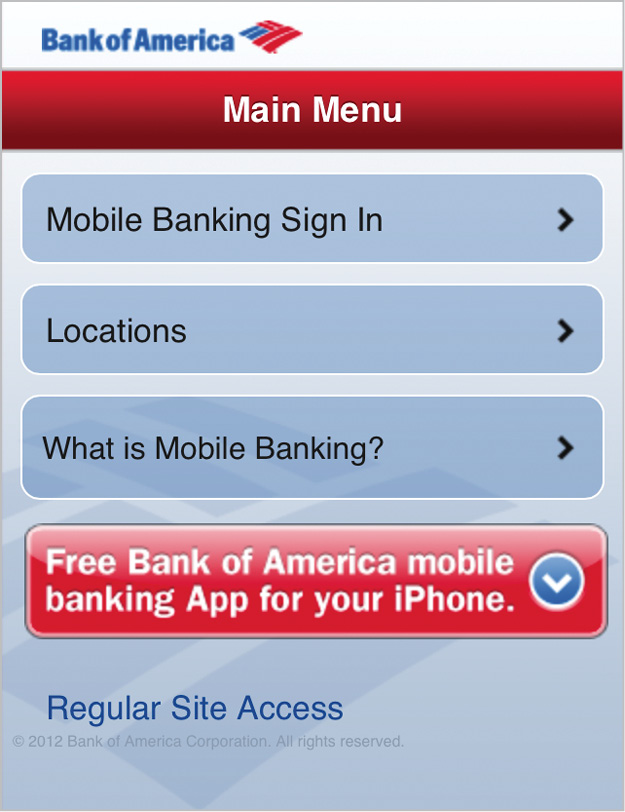 Bank of America
Main Menu
Mobile Banking Sign In
Locations
What is Mobile Banking?
Free Bank of America mobile
banking App for your iPhone.
Regular Site Access
© 2012 Bank of America Corporation. All rights reserved.